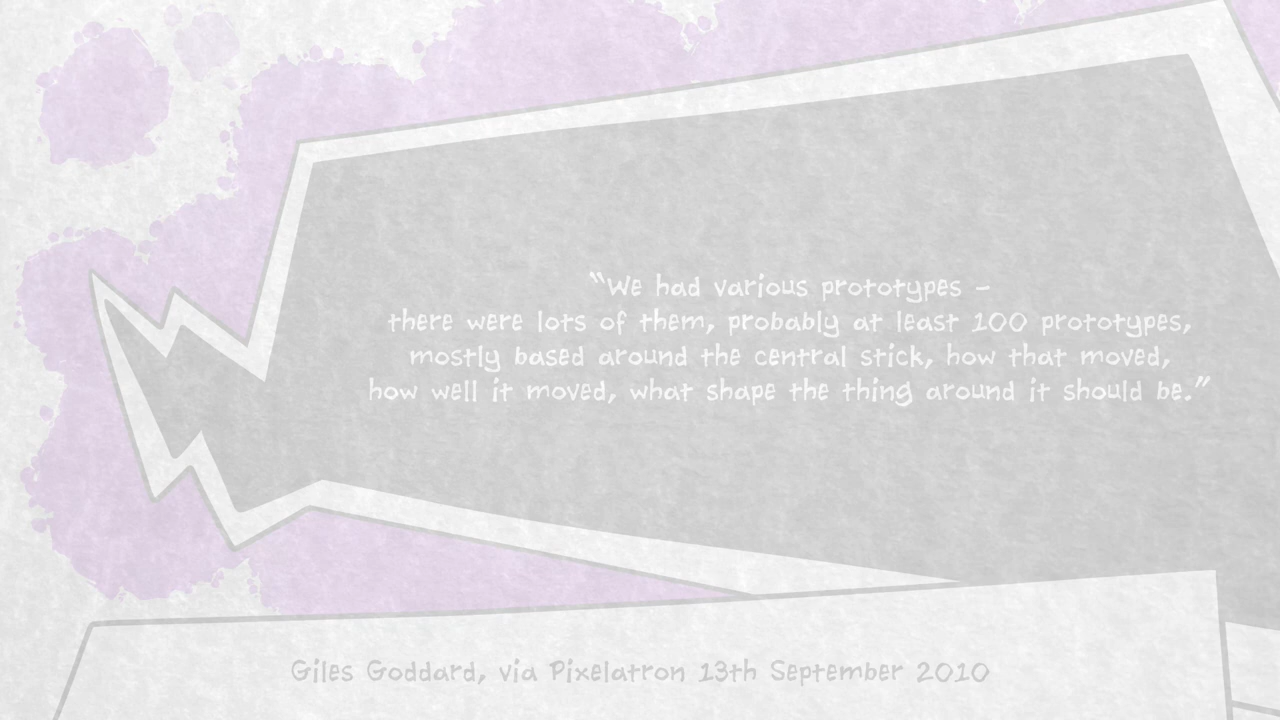 “We had various prototypes –
there were lots of them, probably at least 100 prototypes,
mostly based around the central stick, how that moved,
how well it moved, what shape the thing around it should be.”
Giles Goddard, via Pixelatron 13th September 2010